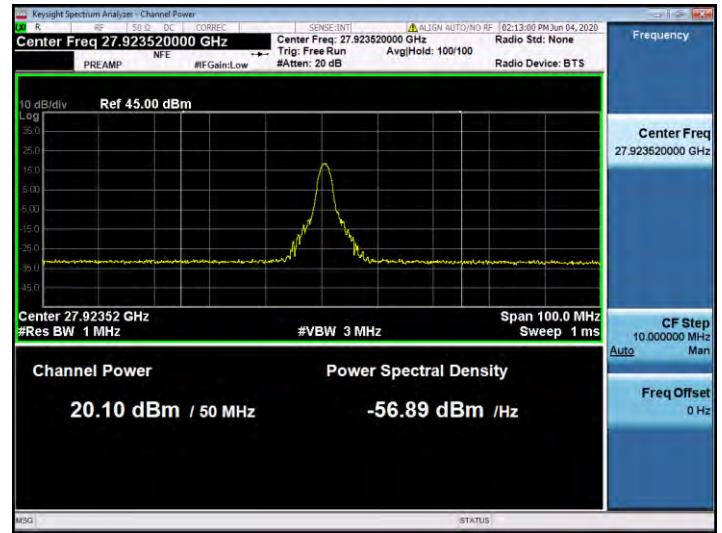 Keysight Spectrum Analyzer - Channel Power
R RF 50 Ω DC CORREC SENSE:INT ALIGN AUTO/NO RF 02:13:00 PM Jun 04, 2020
Center Freq 27.923520000 GHz
NFE
PREAMP #IFGain:Low
Center Freq: 27.923520000 GHz
Trig: Free Run Avg|Hold: 100/100
#Atten: 20 dB
Radio Std: None
Radio Device: BTS
Frequency
10 dB/div Ref 45.00 dBm
Log
35.0
25.0
15.0
5.00
-5.00
-15.0
-25.0
-35.0
-45.0
Center 27.92352 GHz Span 100.0 MHz
#Res BW 1 MHz #VBW 3 MHz Sweep 1 ms
Channel Power Power Spectral Density
20.10 dBm / 50 MHz -56.89 dBm /Hz
Center Freq
27.923520000 GHz
CF Step
10.000000 MHz
Auto Man
Freq Offset
0 Hz
MSG STATUS